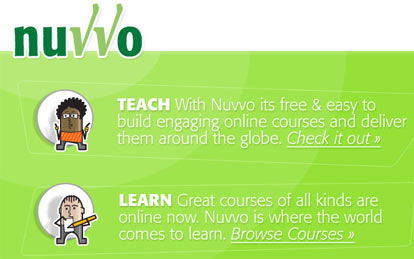 nuvvo
TEACH With Nuvvo its free & easy to
build engaging online courses and deliver
them around the globe. Check it out »
LEARN Great courses of all kinds are
online now. Nuvvo is where the world
comes to learn. Browse Courses »